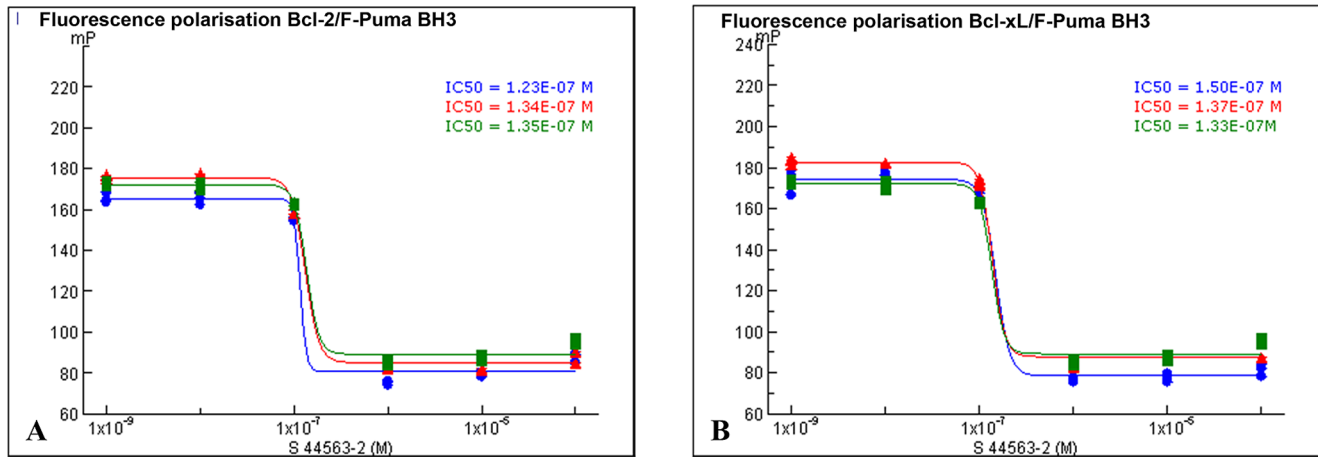 Fluorescence polarisation Bcl-2/F-Puma BH3
mP
IC50 = 1.23E-07 M
IC50 = 1.34E-07 M
IC50 = 1.35E-07 M
220
200
180
160
140
120
100
80
60
1x10⁻⁹
1x10⁻⁷
1x10⁻⁵
S 44563-2 (M)
A
Fluorescence polarisation Bcl-xL/F-Puma BH3
mP
IC50 = 1.50E-07 M
IC50 = 1.37E-07 M
IC50 = 1.33E-07M
240
220
200
180
160
140
120
100
80
60
1x10⁻⁹
1x10⁻⁷
1x10⁻⁵
S 44563-2 (M)
B